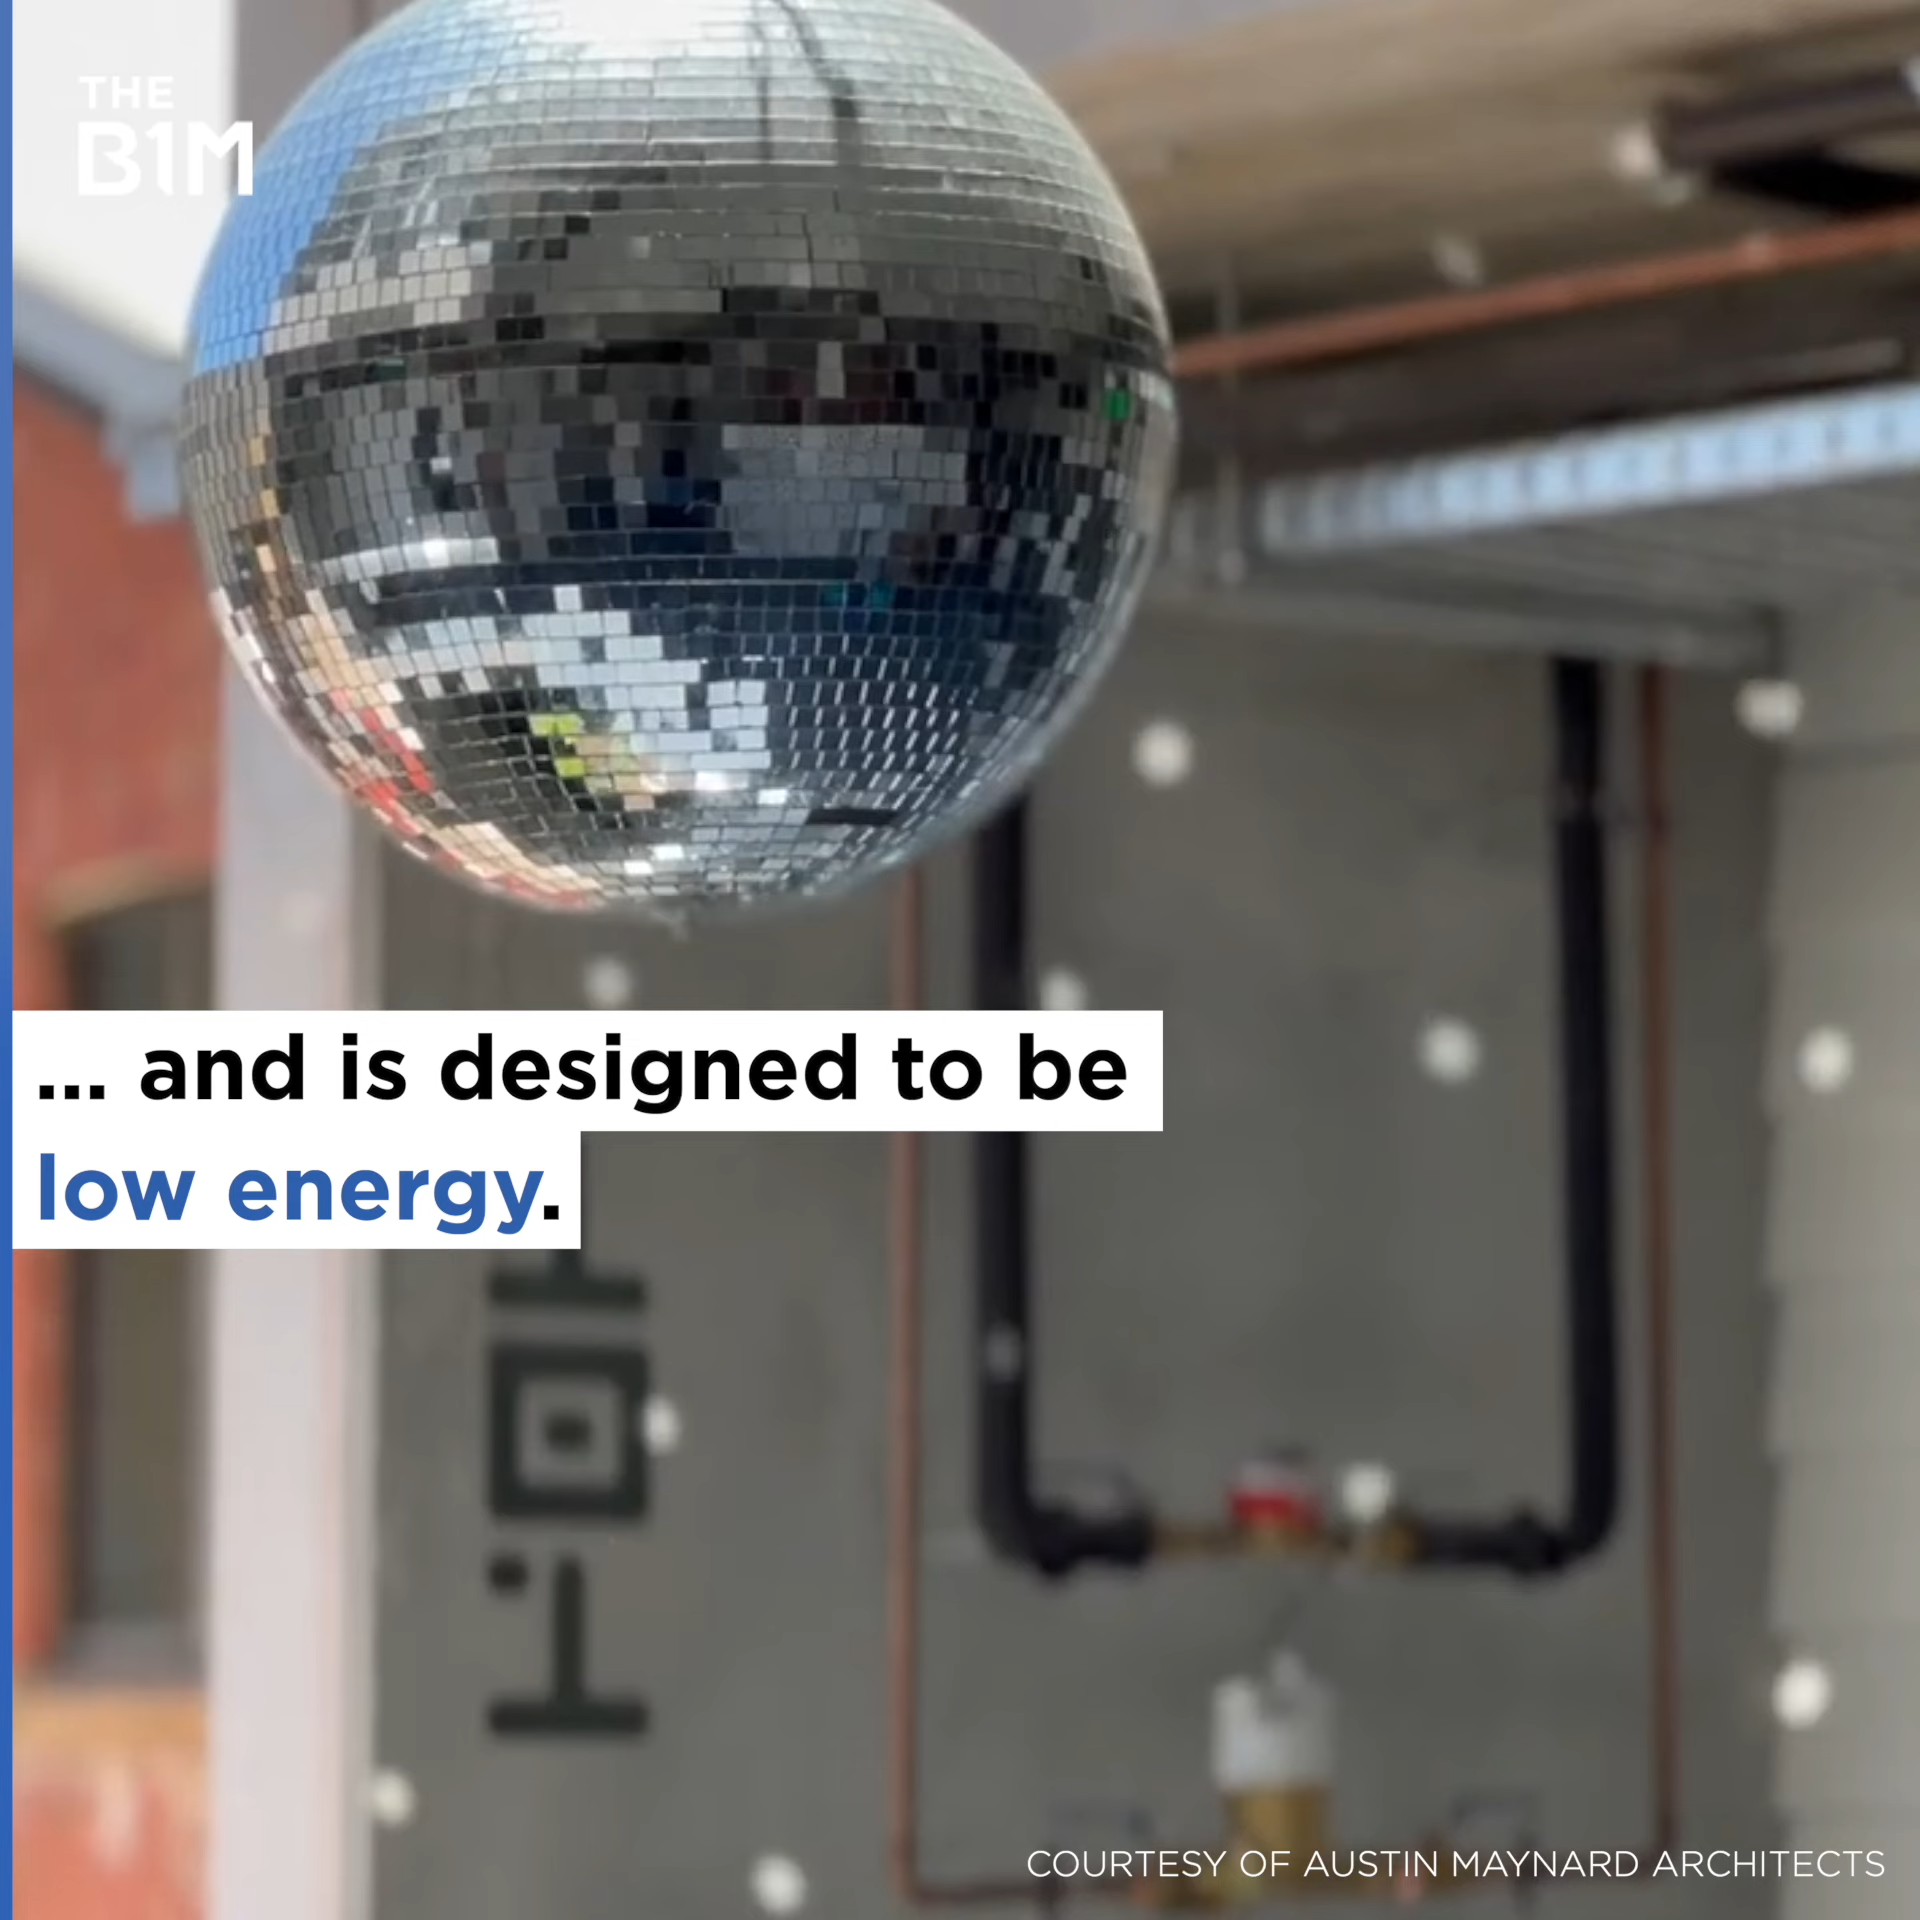 THE
B1M
... and is designed to be
low energy.
COURTESY OF AUSTIN MAYNARD ARCHITECTS